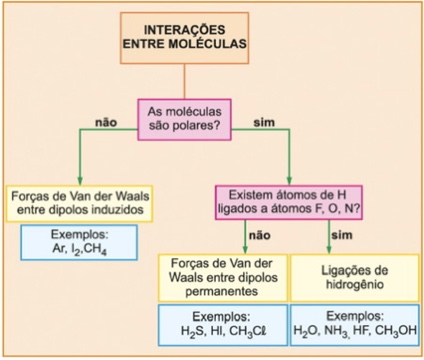 INTERAÇÕES
ENTRE MOLÉCULAS
As moléculas
são polares?
não
sim
Forças de Van der Waals
entre dipolos induzidos
Exemplos:
Ar, I₂,CH₄
Existem átomos de H
ligados a átomos F, O, N?
não
sim
Forças de Van der
Waals entre dipolos
permanentes
Exemplos:
H₂S, HI, CH₃Cℓ
Ligações de
hidrogênio
Exemplos:
H₂O, NH₃, HF, CH₃OH